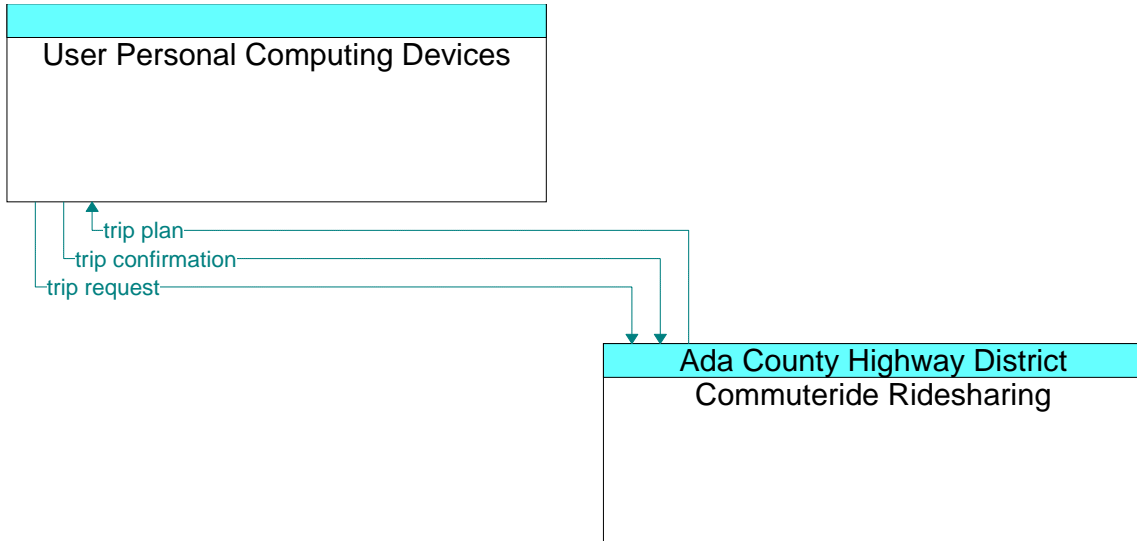 User Personal Computing Devices
trip plan
trip confirmation
trip request
Ada County Highway District
Commuteride Ridesharing